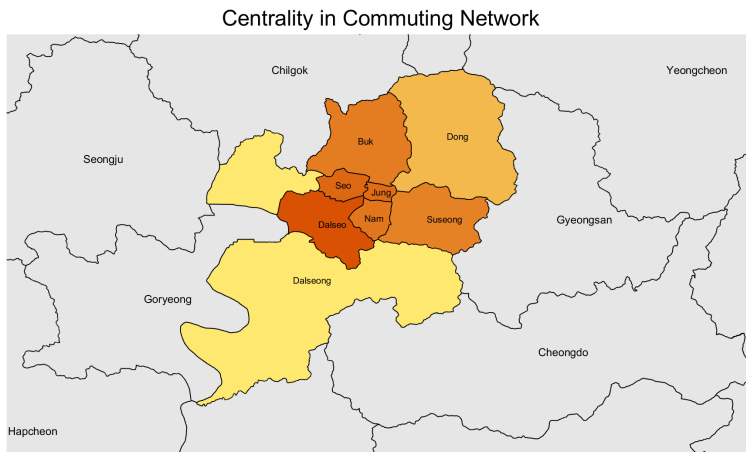 Centrality in Commuting Network
Chilgok
Yeongcheon
Buk
Dong
Seongju
Seo
Jung
Nam
Suseong
Gyeongsan
Dalseo
Dalseong
Goryeong
Cheongdo
Hapcheon